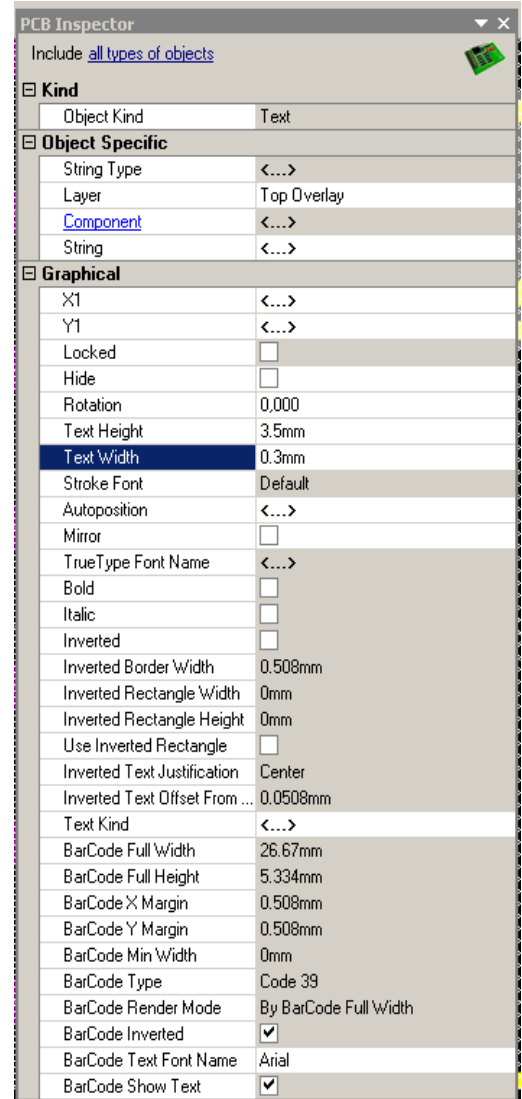 PCB Inspector
Include all types of objects
Kind
Object Kind Text
Object Specific
String Type <...>
Layer Top Overlay
Component <...>
String <...>
Graphical
X1 <...>
Y1 <...>
Locked
Hide
Rotation 0,000
Text Height 3.5mm
Text Width 0.3mm
Stroke Font Default
Autoposition <...>
Mirror
TrueType Font Name <...>
Bold
Italic
Inverted
Inverted Border Width 0.508mm
Inverted Rectangle Width 0mm
Inverted Rectangle Height 0mm
Use Inverted Rectangle
Inverted Text Justification Center
Inverted Text Offset From ... 0.0508mm
Text Kind <...>
BarCode Full Width 26.67mm
BarCode Full Height 5.334mm
BarCode X Margin 0.508mm
BarCode Y Margin 0.508mm
BarCode Min Width 0mm
BarCode Type Code 39
BarCode Render Mode By BarCode Full Width
BarCode Inverted
BarCode Text Font Name Arial
BarCode Show Text